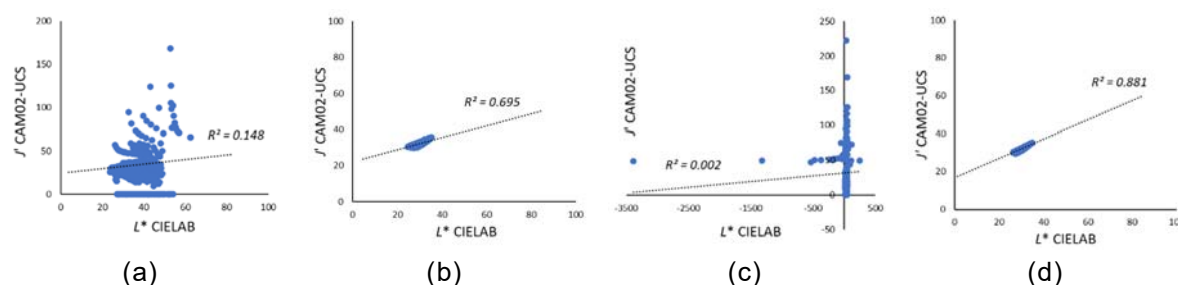 200
150
100
50
0
J' CAM02-UCS
R² = 0.148
0 20 40 60 80 100
L* CIELAB
(a)
100
80
60
40
20
0
J' CAM02-UCS
R² = 0.695
0 20 40 60 80 100
L* CIELAB
(b)
250
200
150
100
50
0
-50
J' CAM02-UCS
R² = 0.002
-3500 -2500 -1500 -500 500
L* CIELAB
(c)
100
80
60
40
20
0
J' CAM02-UCS
R² = 0.881
0 20 40 60 80 10
L* CIELAB
(d)